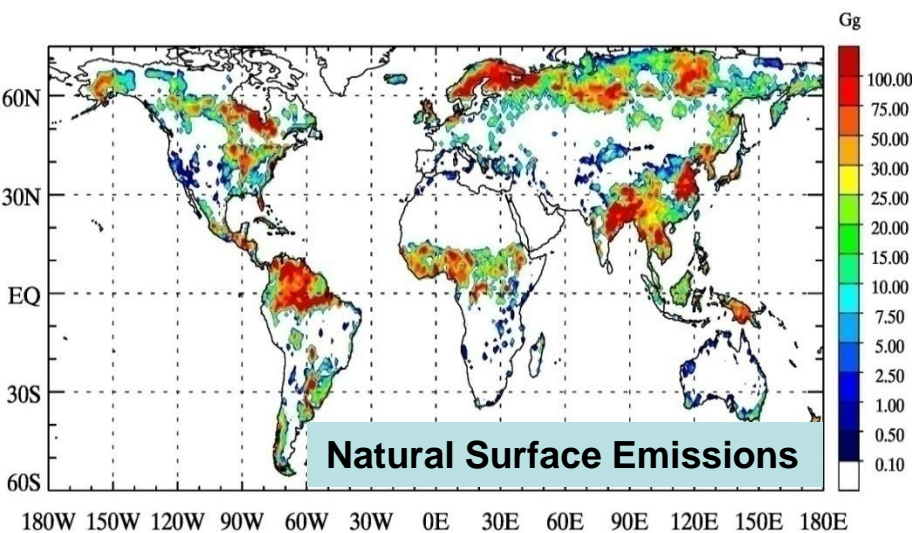 Gg
100.00
75.00
50.00
30.00
25.00
20.00
15.00
10.00
7.50
5.00
2.50
1.00
0.50
0.10
60N
30N
EQ
30S
60S
Natural Surface Emissions
180W 150W 120W 90W 60W 30W 0E 30E 60E 90E 120E 150E 180E